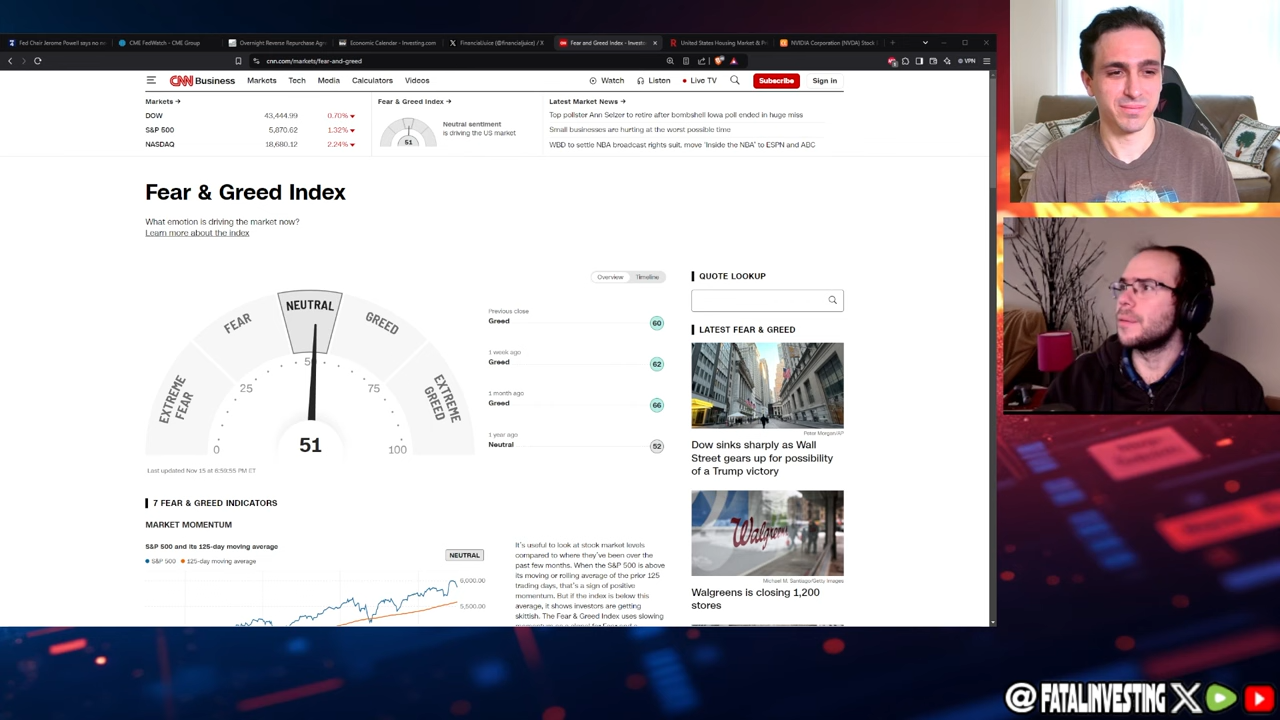 Fed Chair Jerome Powell says no ne
CME FedWatch - CME Group
Overnight Reverse Repurchase Ag
Economic Calendar - Investing.com
FinancialJuice (@financialjuice) / X
Fear and Greed Index - Invest
United States Housing Market & P
NVIDIA Corporation (NVDA) Stock
cnn.com/markets/fear-and-greed
VPN
CNN Business
Markets
Tech
Media
Calculators
Videos
Watch
Listen
Live TV
Subscribe
Sign in
Markets →
DOW 43,444.99 0.70%
S&P 500 5,870.62 1.32%
NASDAQ 18,680.12 2.24%
Fear & Greed Index →
51
Neutral sentiment
is driving the US market
Latest Market News →
Top pollster Ann Selzer to retire after bombshell Iowa poll ended in huge miss
Small businesses are hurting at the worst possible time
WBD to settle NBA broadcast rights suit, move 'Inside the NBA' to ESPN and ABC
Fear & Greed Index
What emotion is driving the market now?
Learn more about the index
Overview
Timeline
EXTREME FEAR
FEAR
NEUTRAL
GREED
EXTREME GREED
0
25
50
75
100
51
Last updated Nov 15 at 6:59:55 PM ET
Previous close
Greed 60
1 week ago
Greed 62
1 month ago
Greed 66
1 year ago
Neutral 52
7 FEAR & GREED INDICATORS
MARKET MOMENTUM
S&P 500 and its 125-day moving average
NEUTRAL
S&P 500
125-day moving average
6,000.00
5,500.00
It's useful to look at stock market levels
compared to where they've been over the
past few months. When the S&P 500 is above
its moving or rolling average of the prior 125
trading days, that's a sign of positive
momentum. But if the index is below this
average, it shows investors are getting
skittish. The Fear & Greed Index uses slowing
QUOTE LOOKUP
LATEST FEAR & GREED
Peter Morgan/AP
Dow sinks sharply as Wall
Street gears up for possibility
of a Trump victory
Walgreens
Michael M. Santiago/Getty Images
Walgreens is closing 1,200
stores
@FATALINVESTING